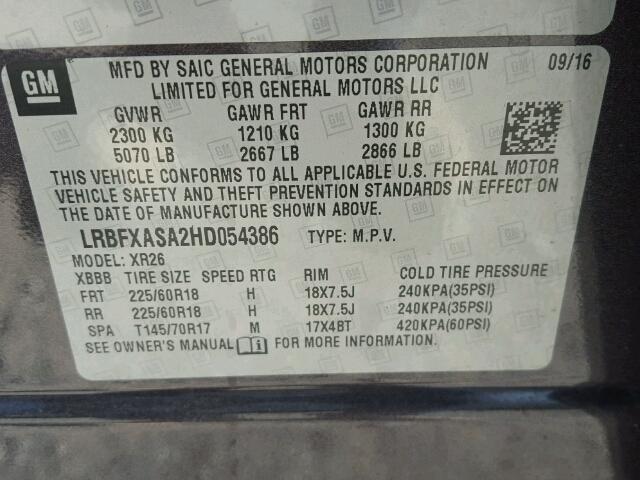 GM
MFD BY SAIC GENERAL MOTORS CORPORATION 09/16
LIMITED FOR GENERAL MOTORS LLC
GVWR GAWR FRT GAWR RR
2300 KG 1210 KG 1300 KG
5070 LB 2667 LB 2866 LB
THIS VEHICLE CONFORMS TO ALL APPLICABLE U.S. FEDERAL MOTOR
VEHICLE SAFETY AND THEFT PREVENTION STANDARDS IN EFFECT ON
THE DATE OF MANUFACTURE SHOWN ABOVE.
LRBFXASA2HD054386 TYPE: M.P.V.
MODEL: XR26
XBBB TIRE SIZE SPEED RTG RIM COLD TIRE PRESSURE
FRT 225/60R18 H 18X7.5J 240KPA(35PSI)
RR 225/60R18 H 18X7.5J 240KPA(35PSI)
SPA T145/70R17 M 17X4BT 420KPA(60PSI)
SEE OWNER'S MANUAL FOR MORE INFORMATION.